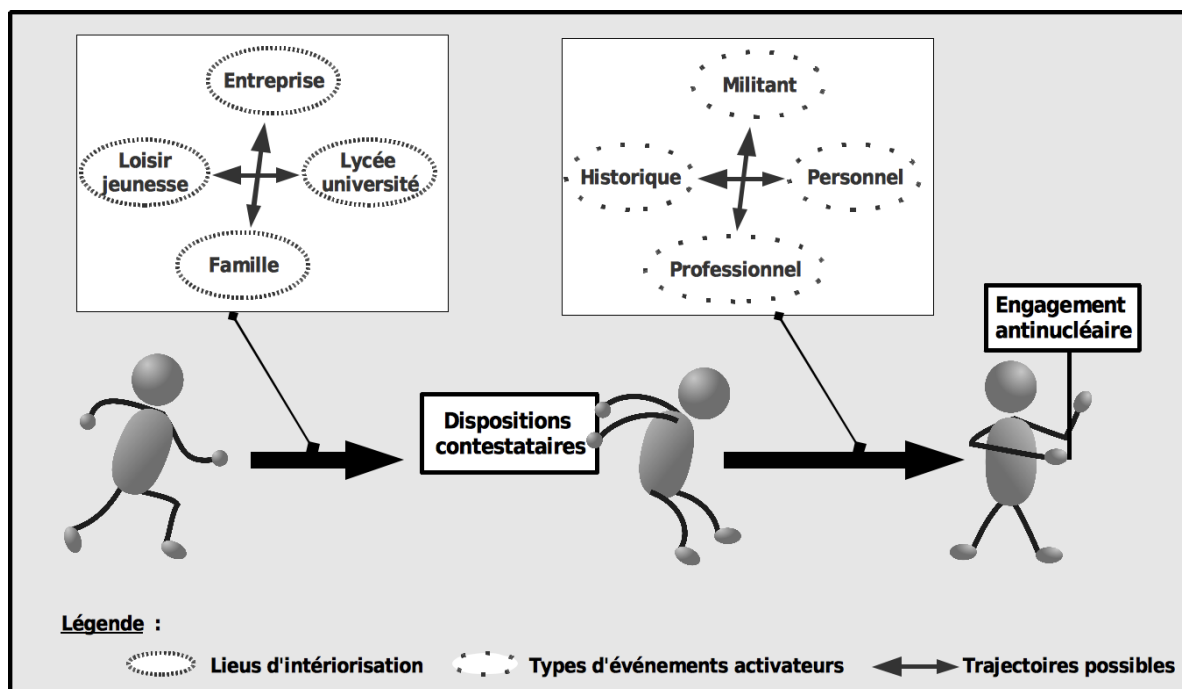 Entreprise
Loisir
jeunesse
Lycée
université
Famille
Militant
Historique
Personnel
Professionnel
Engagement
antinucléaire
Dispositions
contestataires
Légende :
Lieus d'intériorisation
Types d'événements activateurs
Trajectoires possibles